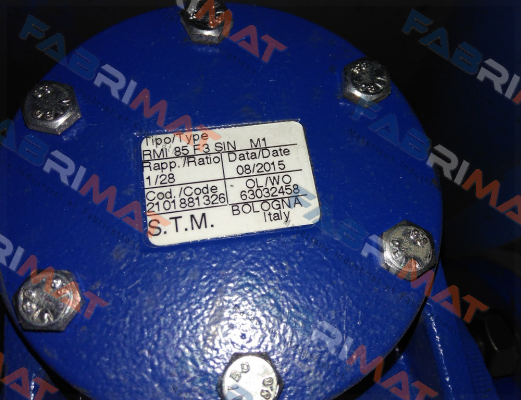 Tipo/Type
RMI 85 F3 SIN M1
Rapp./Ratio Data/Date
1/28 08/2015
Cod./Code OL/WO
2101881326 63032458
S.T.M. BOLOGNA
Italy
FABRIMAT
FABRIMAT
FABRIMAT
FABRIMAT
FABRIMAT